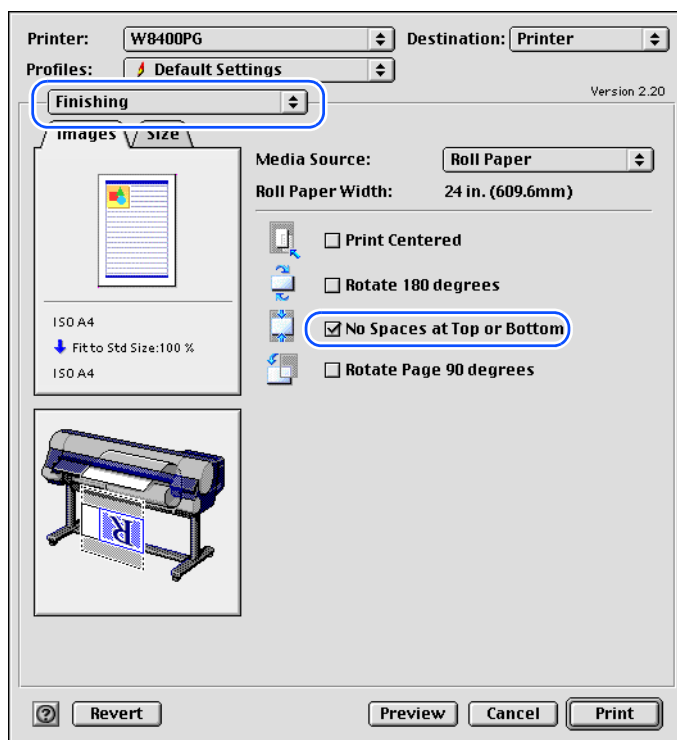 Printer: W8400PG Destination: Printer
Profiles: Default Settings
Version 2.20
Finishing
Images Size
Media Source: Roll Paper
Roll Paper Width: 24 in. (609.6mm)
Print Centered
Rotate 180 degrees
No Spaces at Top or Bottom
Rotate Page 90 degrees
ISO A4
Fit to Std Size:100 %
ISO A4
R
? Revert Preview Cancel Print